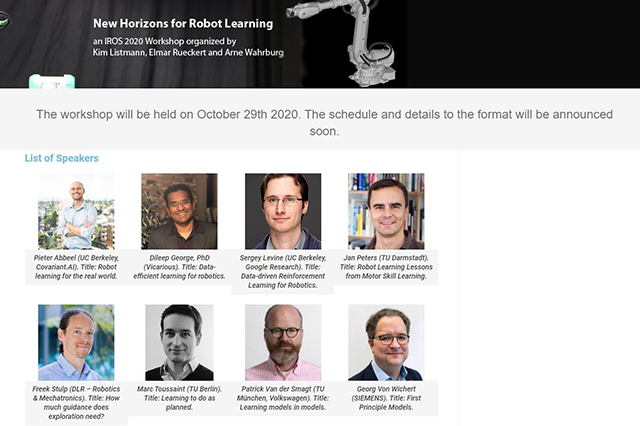 New Horizons for Robot Learning
an IROS 2020 Workshop organized by
Kim Listmann, Elmar Rueckert and Arne Wahrburg
The workshop will be held on October 29th 2020. The schedule and details to the format will be announced
soon.
List of Speakers
Pieter Abbeel (UC Berkeley,
Covariant.AI). Title: Robot
learning for the real world.
Dileep George, PhD
(Vicarious). Title: Data-
efficient learning for robotics.
Sergey Levine (UC Berkeley,
Google Research). Title:
Data-driven Reinforcement
Learning for Robotics.
Jan Peters (TU Darmstadt).
Title: Robot Learning Lessons
from Motor Skill Learning.
Freek Stulp (DLR – Robotics
& Mechatronics). Title: How
much guidance does
exploration need?
Marc Toussaint (TU Berlin).
Title: Learning to do as
planned.
Patrick Van der Smagt (TU
München, Volkswagen). Title:
Learning models in models.
Georg Von Wichert
(SIEMENS). Title: First
Principle Models.